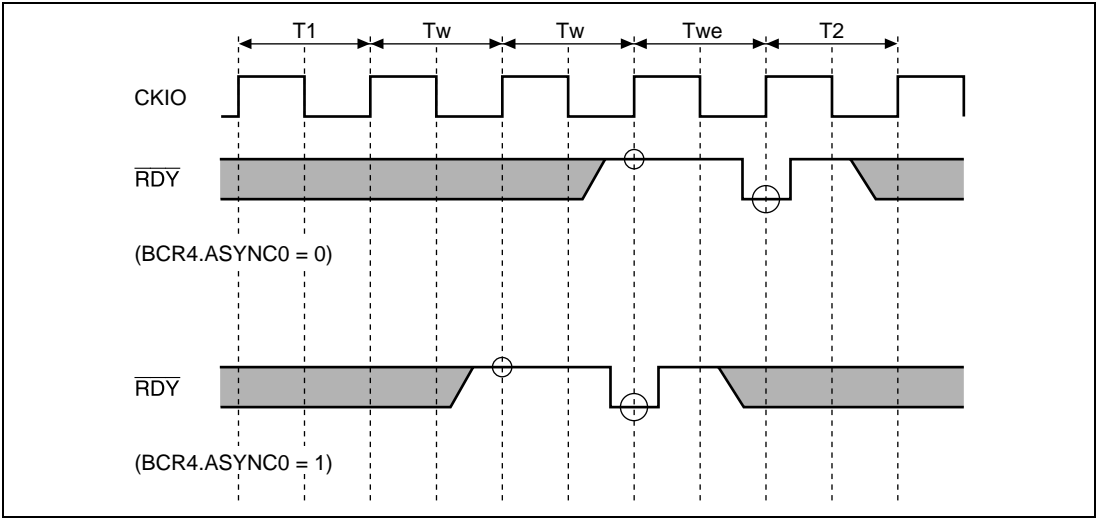 T1 Tw Tw Twe T2
CKIO
RDY
(BCR4.ASYNC0 = 0)
RDY
(BCR4.ASYNC0 = 1)